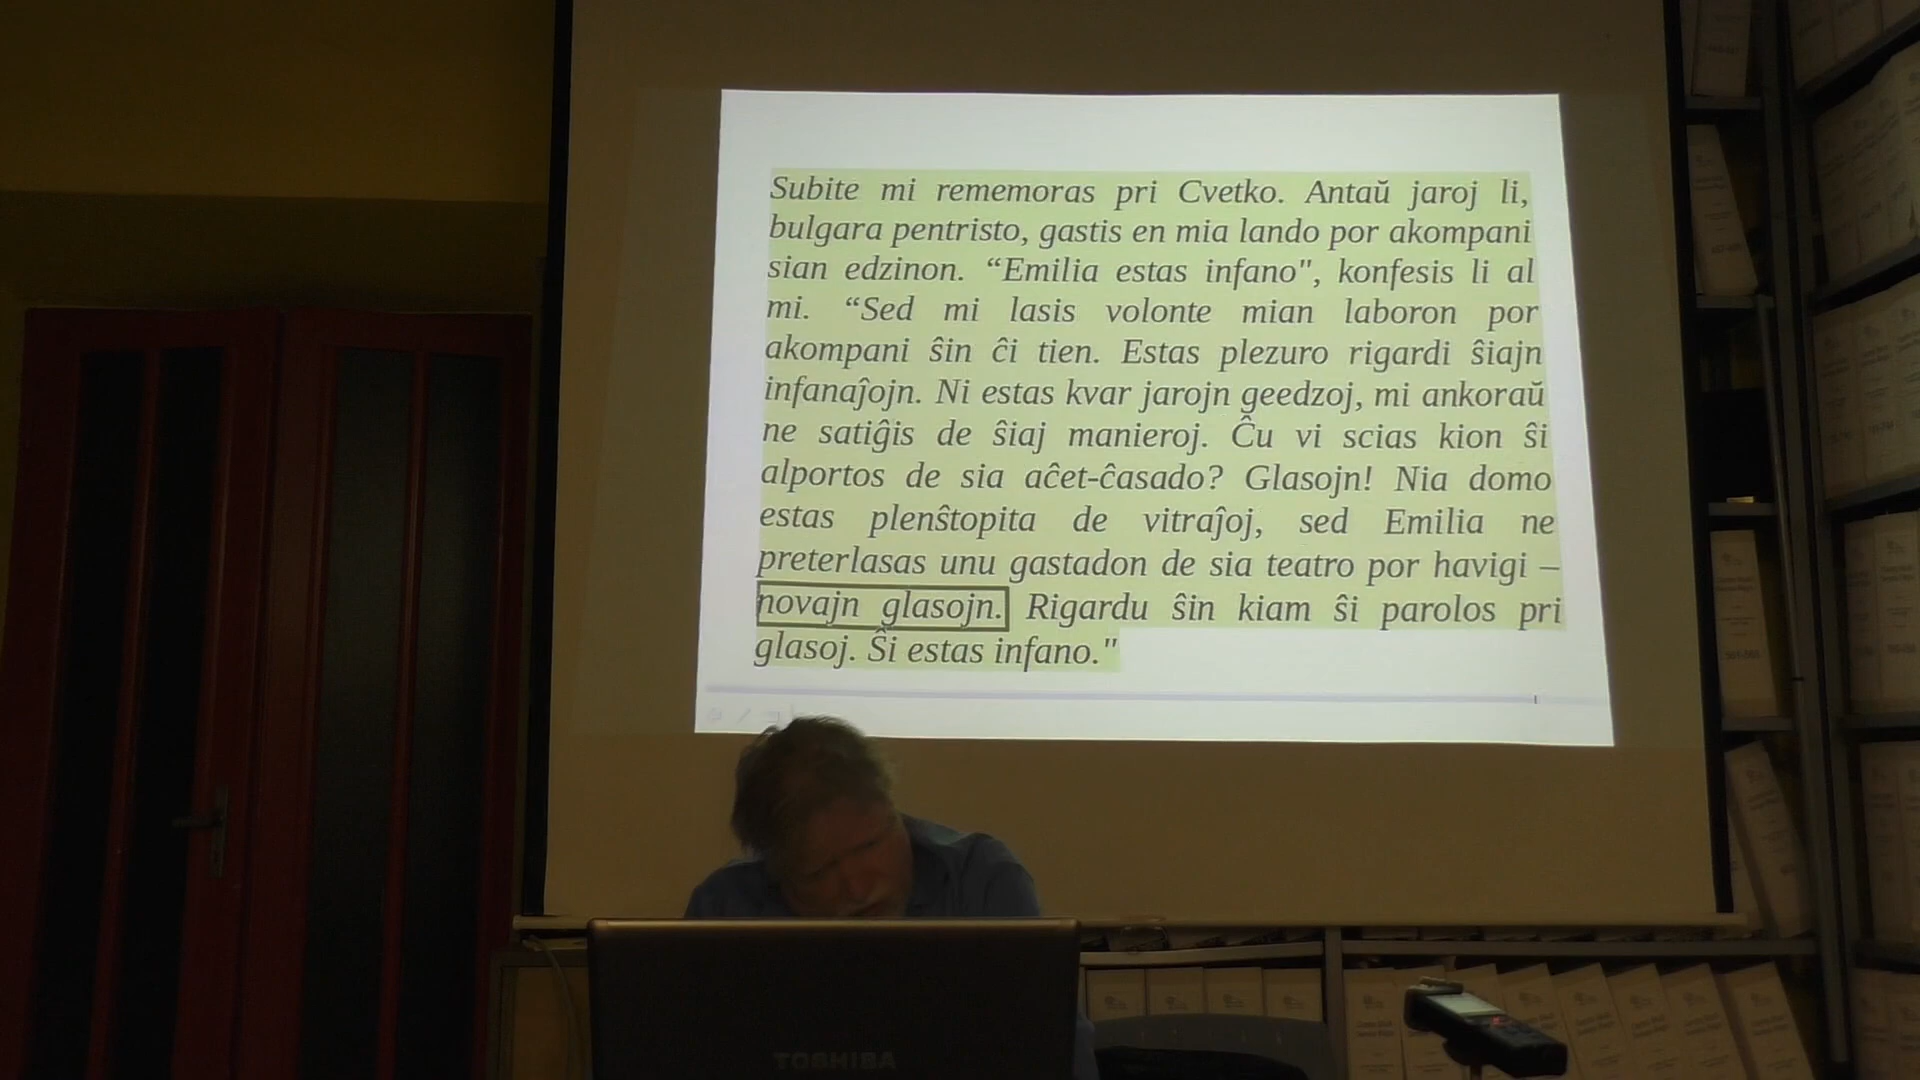 Subite mi rememoras pri Cvetko. Antaŭ jaroj li,
bulgara pentristo, gastis en mia lando por akompani
sian edzinon. “Emilia estas infano", konfesis li al
mi. “Sed mi lasis volonte mian laboron por
akompani ŝin ĉi tien. Estas plezuro rigardi ŝiajn
infanaĵojn. Ni estas kvar jarojn geedzoj, mi ankoraŭ
ne satiĝis de ŝiaj manieroj. Ĉu vi scias kion ŝi
alportos de sia aĉet-ĉasado? Glasojn! Nia domo
estas plenŝtopita de vitraĵoj, sed Emilia ne
preterlasas unu gastadon de sia teatro por havigi –
novajn glasojn. Rigardu ŝin kiam ŝi parolos pri
glasoj. Ŝi estas infano."
TOSHIBA